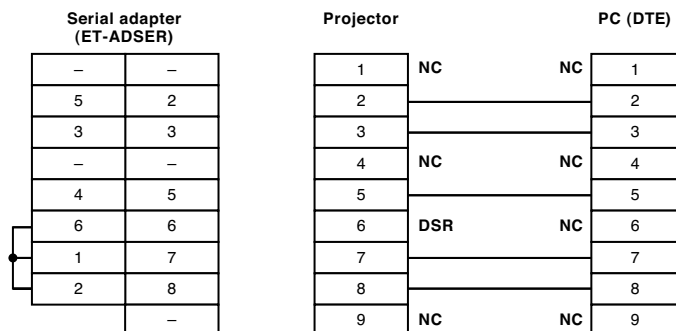 Serial adapter
(ET-ADSER)
Projector
PC (DTE)
– – 1 NC NC 1
5 2 2 2
3 3 3 3
– – 4 NC NC 4
4 5 5 5
6 6 6 DSR NC 6
1 7 7 7
2 8 8 8
– 9 NC NC 9